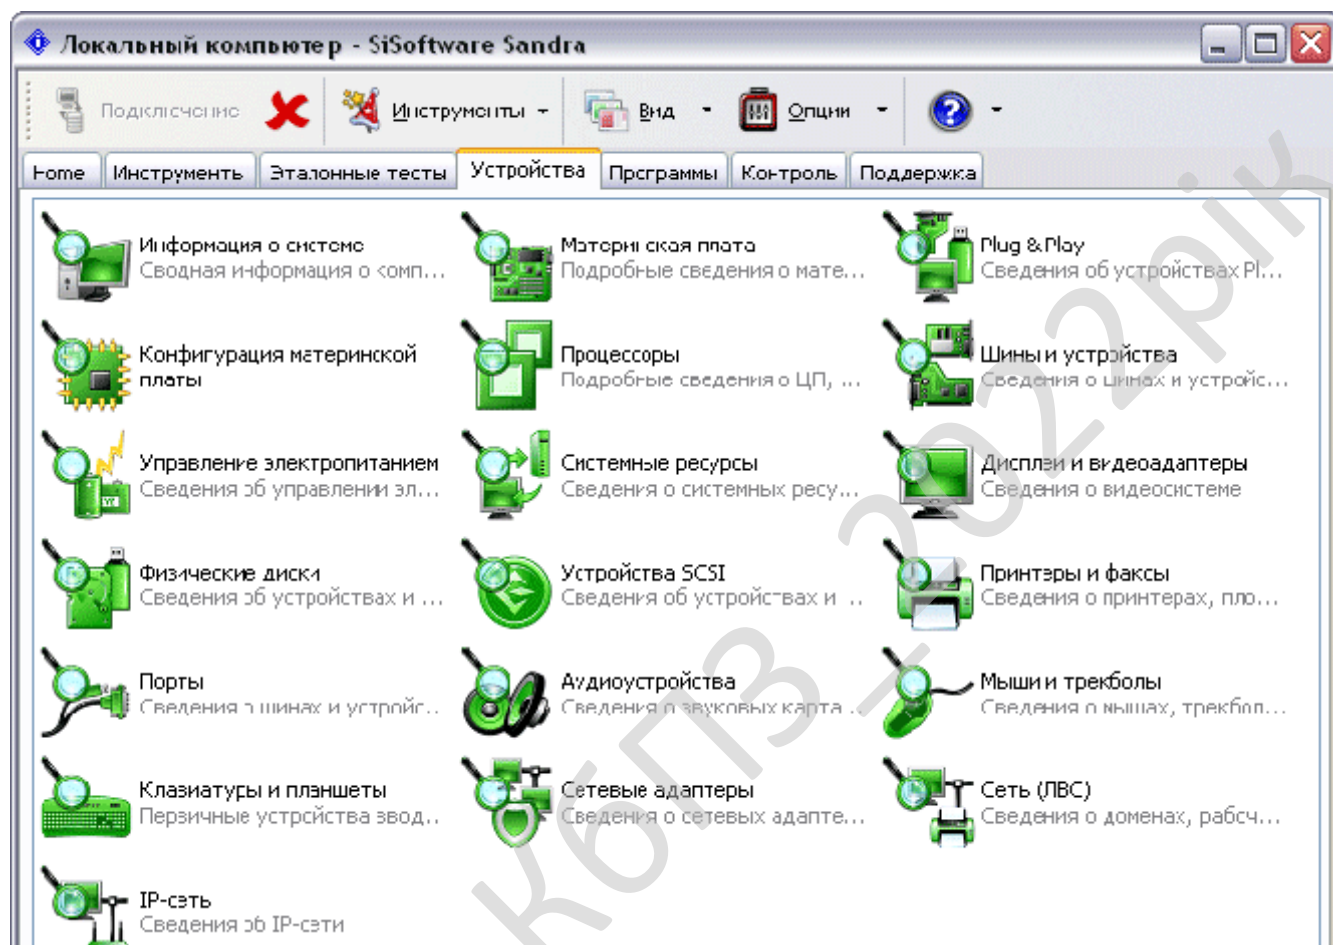 Локальный компьютер - SiSoftware Sandra
Подключение Инструменты Вид Опции
Home Инструменты Эталонные тесты Устройства Программы Контроль Поддержка
Информация о системе
Сводная информация о комп...
Материнская плата
Подробные сведения о мате...
Plug & Play
Сведения об устройствах Pl...
Конфигурация материнской
платы
Процессоры
Подробные сведения о ЦП, ...
Шины и устройства
Сведения о шинах и устройс...
Управление электропитанием
Сведения об управлении эл...
Системные ресурсы
Сведения о системных ресу...
Дисплеи и видеоадаптеры
Сведения о видеосистеме
Физические диски
Сведения об устройствах и ...
Устройства SCSI
Сведения об устройствах и ...
Принтеры и факсы
Сведения о принтерах, пло...
Порты
Сведения о шинах и устройс...
Аудиоустройства
Сведения о звуковых карта...
Мыши и трекболы
Сведения о мышах, трекбол...
Клавиатуры и планшеты
Первичные устройства ввод...
Сетевые адаптеры
Сведения о сетевых адапте...
Сеть (ЛВС)
Сведения о доменах, рабоч...
IP-сеть
Сведения об IP-сети
КбПЗ_2022рік